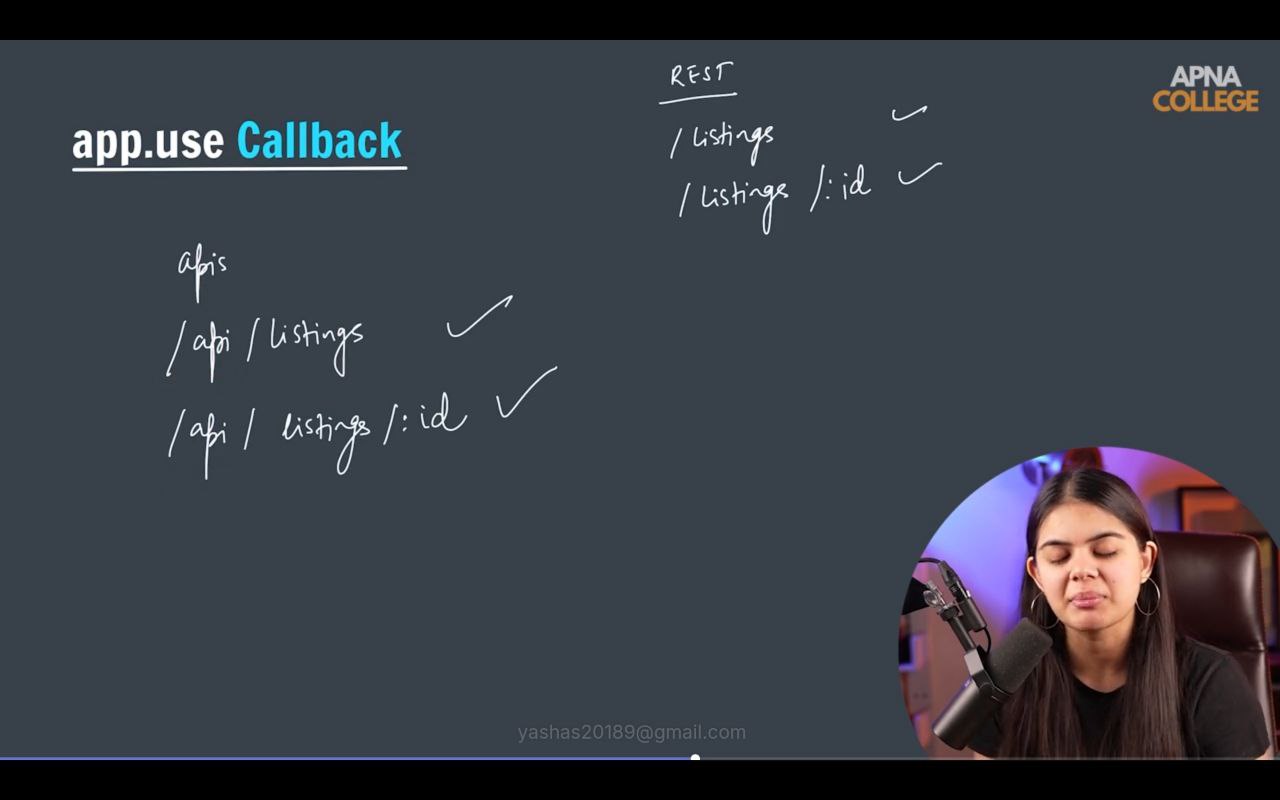 app.use Callback
apis
/api/listings
/api/listings/:id
REST
/listings
/listings/:id
APNA
COLLEGE
yashas20189@gmail.com